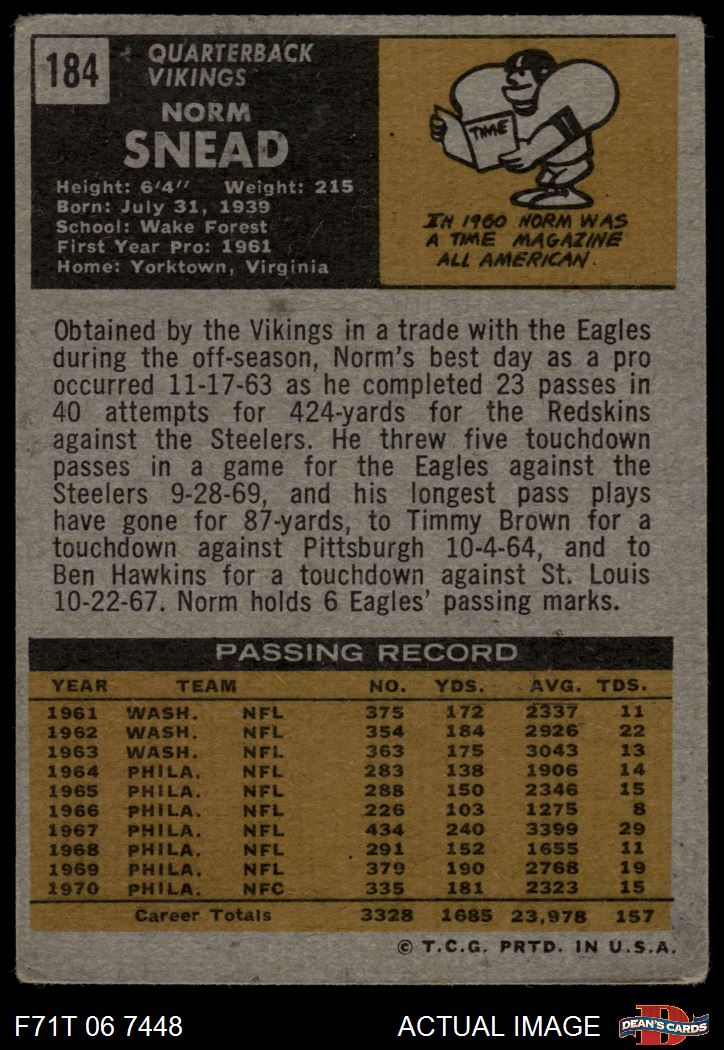 184
QUARTERBACK
VIKINGS
NORM
SNEAD
Height: 6'4" Weight: 215
Born: July 31, 1939
School: Wake Forest
First Year Pro: 1961
Home: Yorktown, Virginia
TIME
IN 1960 NORM WAS
A TIME MAGAZINE
ALL AMERICAN.
Obtained by the Vikings in a trade with the Eagles
during the off-season, Norm's best day as a pro
occurred 11-17-63 as he completed 23 passes in
40 attempts for 424-yards for the Redskins
against the Steelers. He threw five touchdown
passes in a game for the Eagles against the
Steelers 9-28-69, and his longest pass plays
have gone for 87-yards, to Timmy Brown for a
touchdown against Pittsburgh 10-4-64, and to
Ben Hawkins for a touchdown against St. Louis
10-22-67. Norm holds 6 Eagles' passing marks.
PASSING RECORD
YEAR TEAM NO. YDS. AVG. TDS.
1961 WASH. NFL 375 172 2337 11
1962 WASH. NFL 354 184 2926 22
1963 WASH. NFL 363 175 3043 13
1964 PHILA. NFL 283 138 1906 14
1965 PHILA. NFL 288 150 2346 15
1966 PHILA. NFL 226 103 1275 8
1967 PHILA. NFL 434 240 3399 29
1968 PHILA. NFL 291 152 1655 11
1969 PHILA. NFL 379 190 2768 19
1970 PHILA. NFC 335 181 2323 15
Career Totals 3328 1685 23,978 157
© T.C.G. PRTD. IN U.S.A.
F71T 06 7448 ACTUAL IMAGE D DEAN'S CARDS